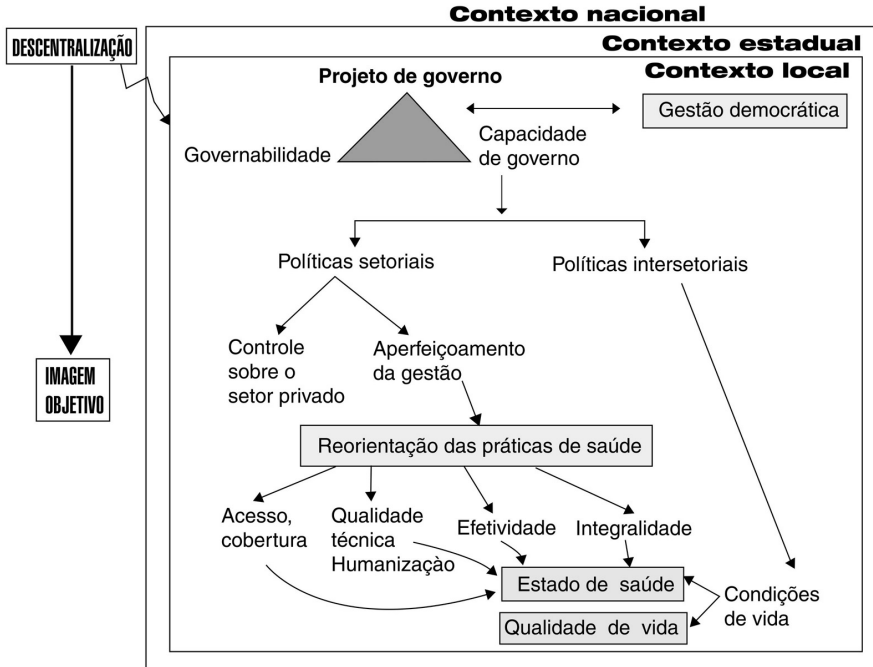 Contexto nacional
DESCENTRALIZAÇÃO
Contexto estadual
Contexto local
Projeto de governo
Gestão democrática
Governabilidade
Capacidade
de governo
Políticas setoriais
Políticas intersetoriais
Controle
sobre o
setor privado
Aperfeiçoamento
da gestão
IMAGEM
OBJETIVO
Reorientação das práticas de saúde
Acesso,
cobertura
Qualidade
técnica
Humanizaçào
Efetividade
Integralidade
Estado de saúde
Qualidade de vida
Condições
de vida